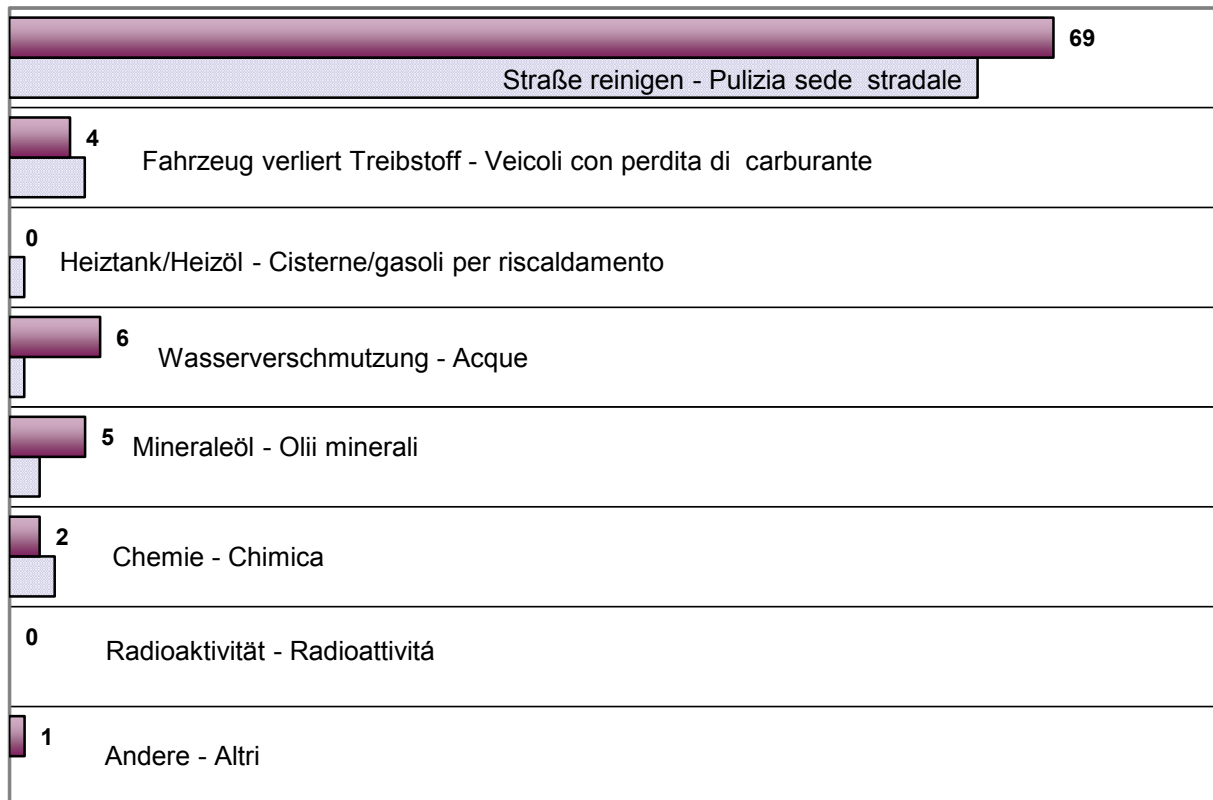 69
Straße reinigen - Pulizia sede stradale
4
Fahrzeug verliert Treibstoff - Veicoli con perdita di carburante
0
Heiztank/Heizöl - Cisterne/gasoli per riscaldamento
6
Wasserverschmutzung - Acque
5
Mineraleöl - Olii minerali
2
Chemie - Chimica
0
Radioaktivität - Radioattivitá
1
Andere - Altri